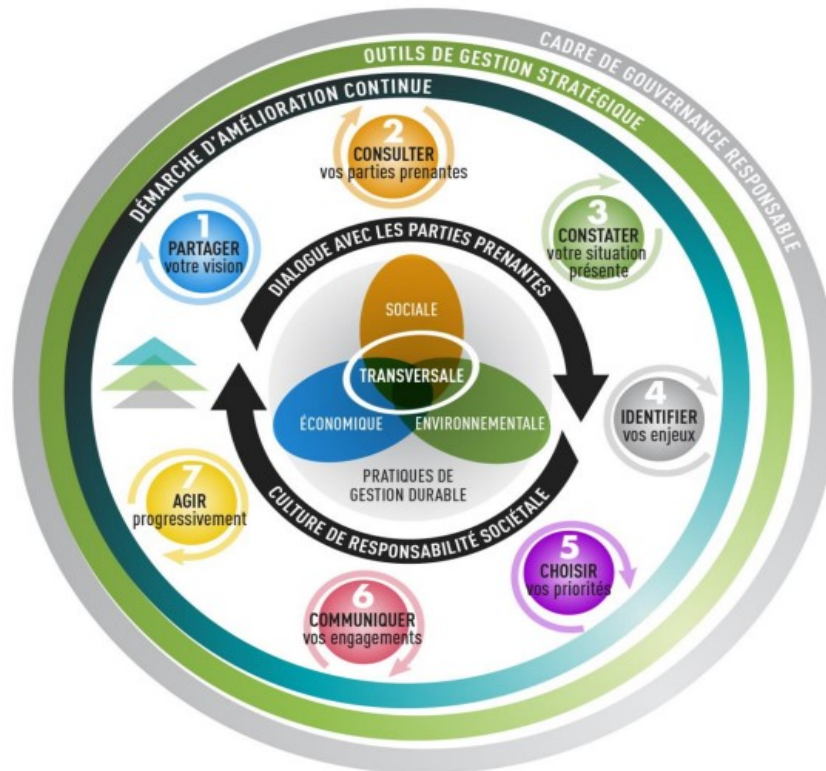 CADRE DE GOUVERNANCE RESPONSABLE
OUTILS DE GESTION STRATÉGIQUE
DÉMARCHE D'AMÉLIORATION CONTINUE
1
PARTAGER
votre vision
2
CONSULTER
vos parties prenantes
3
CONSTATER
votre situation
présente
4
IDENTIFIER
vos enjeux
5
CHOISIR
vos priorités
6
COMMUNIQUER
vos engagements
7
AGIR
progressivement
DIALOGUE AVEC LES PARTIES PRENANTES
SOCIALE
TRANSVERSALE
ÉCONOMIQUE
ENVIRONNEMENTALE
PRATIQUES DE
GESTION DURABLE
CULTURE DE RESPONSABILITÉ SOCIÉTALE